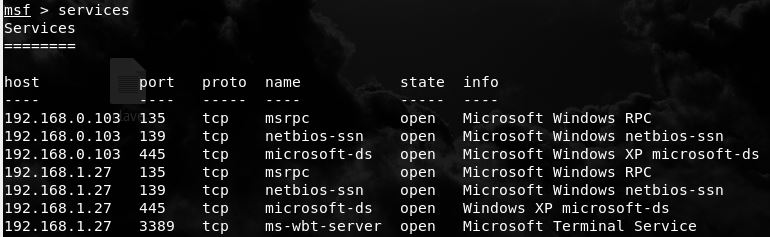 msf > services
Services
========
host port proto name state info
---- ---- ----- ---- ----- ----
192.168.0.103 135 tcp msrpc open Microsoft Windows RPC
192.168.0.103 139 tcp netbios-ssn open Microsoft Windows netbios-ssn
192.168.0.103 445 tcp microsoft-ds open Microsoft Windows XP microsoft-ds
192.168.1.27 135 tcp msrpc open Microsoft Windows RPC
192.168.1.27 139 tcp netbios-ssn open Microsoft Windows netbios-ssn
192.168.1.27 445 tcp microsoft-ds open Windows XP microsoft-ds
192.168.1.27 3389 tcp ms-wbt-server open Microsoft Terminal Service